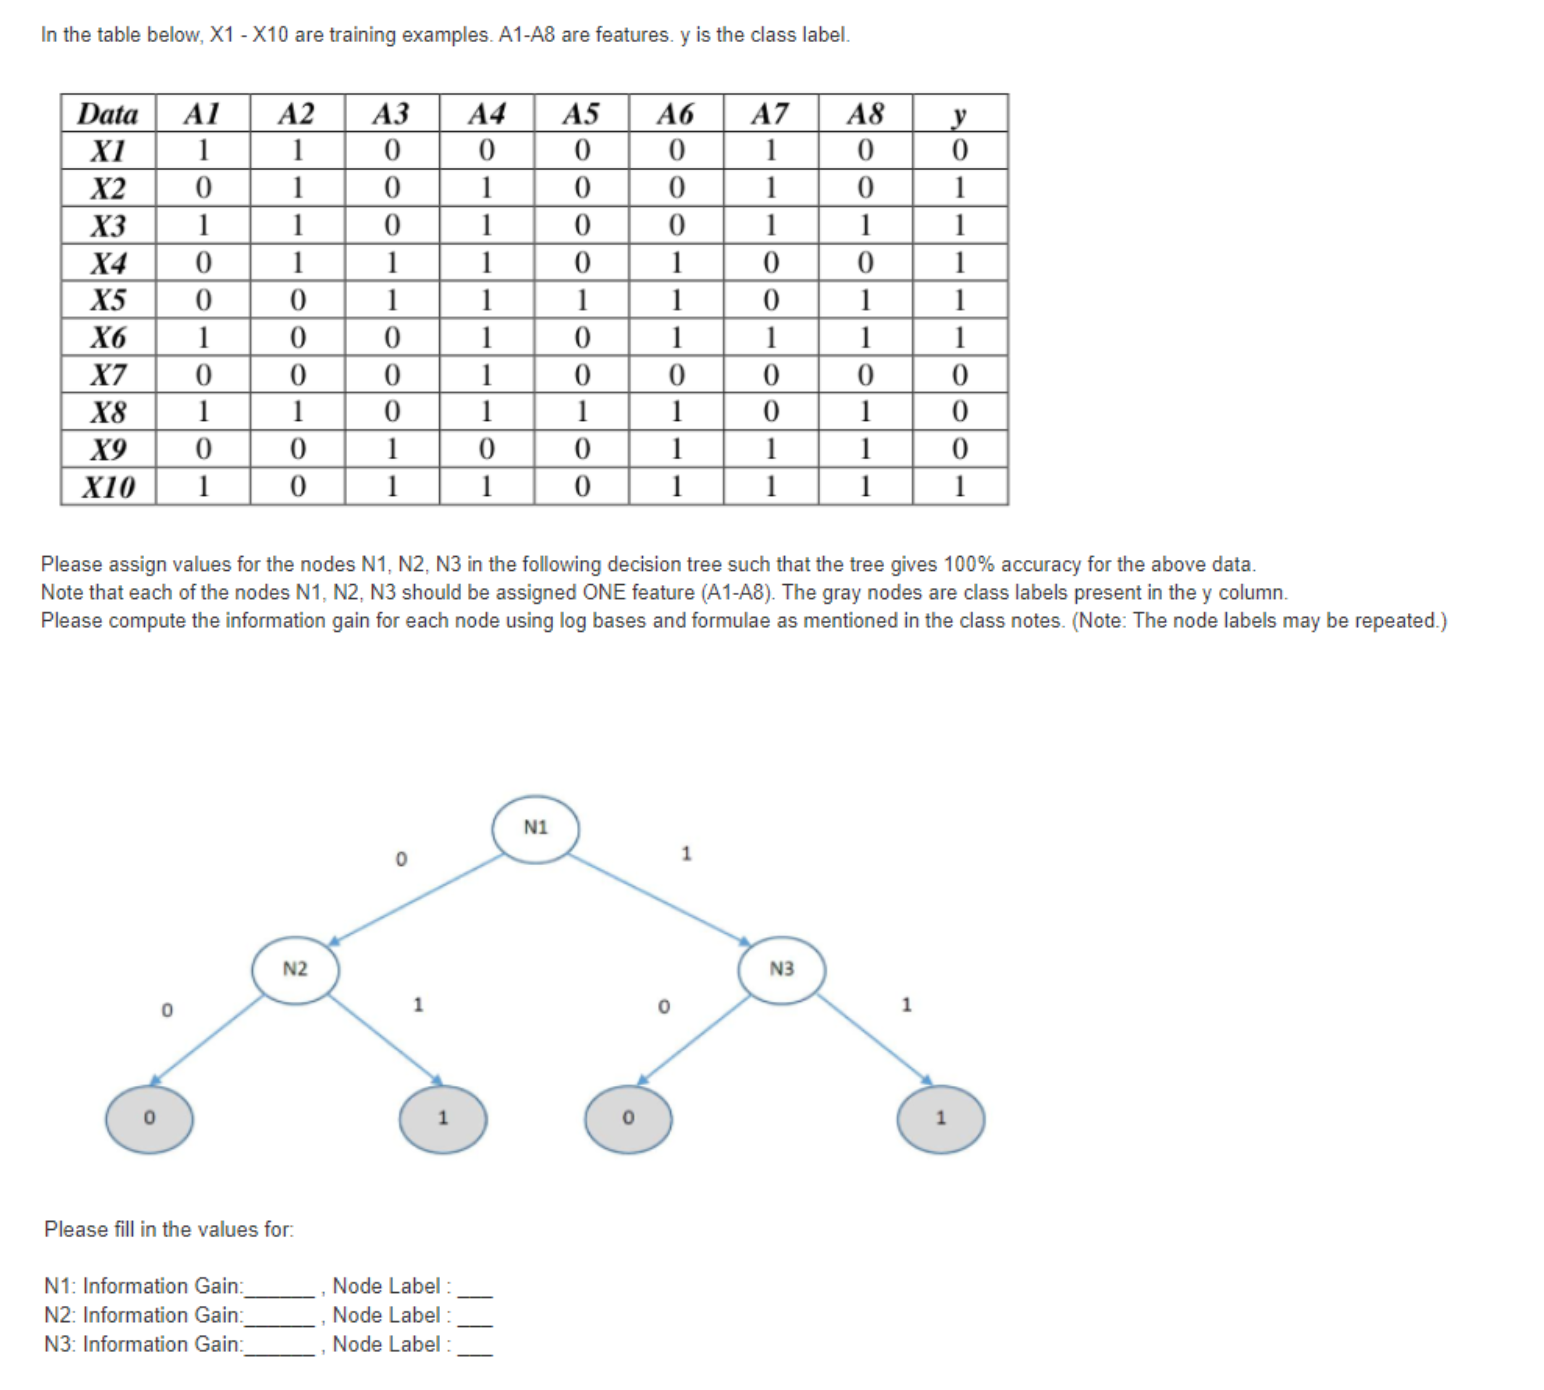 In the table below, X1 - X10 are training examples. A1-A8 are features. y is the class label.
Data A1 A2 A3 A4 A5 A6 A7 A8 y
X1 1 1 0 0 0 0 1 0 0
X2 0 1 0 1 0 0 1 0 1
X3 1 1 0 1 0 0 1 1 1
X4 0 1 1 1 0 1 0 0 1
X5 0 0 1 1 1 1 0 1 1
X6 1 0 0 1 0 1 1 1 1
X7 0 0 0 1 0 0 0 0 0
X8 1 1 0 1 1 1 0 1 0
X9 0 0 1 0 0 1 1 1 0
X10 1 0 1 1 0 1 1 1 1
Please assign values for the nodes N1, N2, N3 in the following decision tree such that the tree gives 100% accuracy for the above data.
Note that each of the nodes N1, N2, N3 should be assigned ONE feature (A1-A8). The gray nodes are class labels present in the y column.
Please compute the information gain for each node using log bases and formulae as mentioned in the class notes. (Note: The node labels may be repeated.)
N1
0 1
N2 N3
0 1 0 1
0 1 0 1
Please fill in the values for:
N1: Information Gain:______ , Node Label : ___
N2: Information Gain:______ , Node Label : ___
N3: Information Gain:______ , Node Label : ___